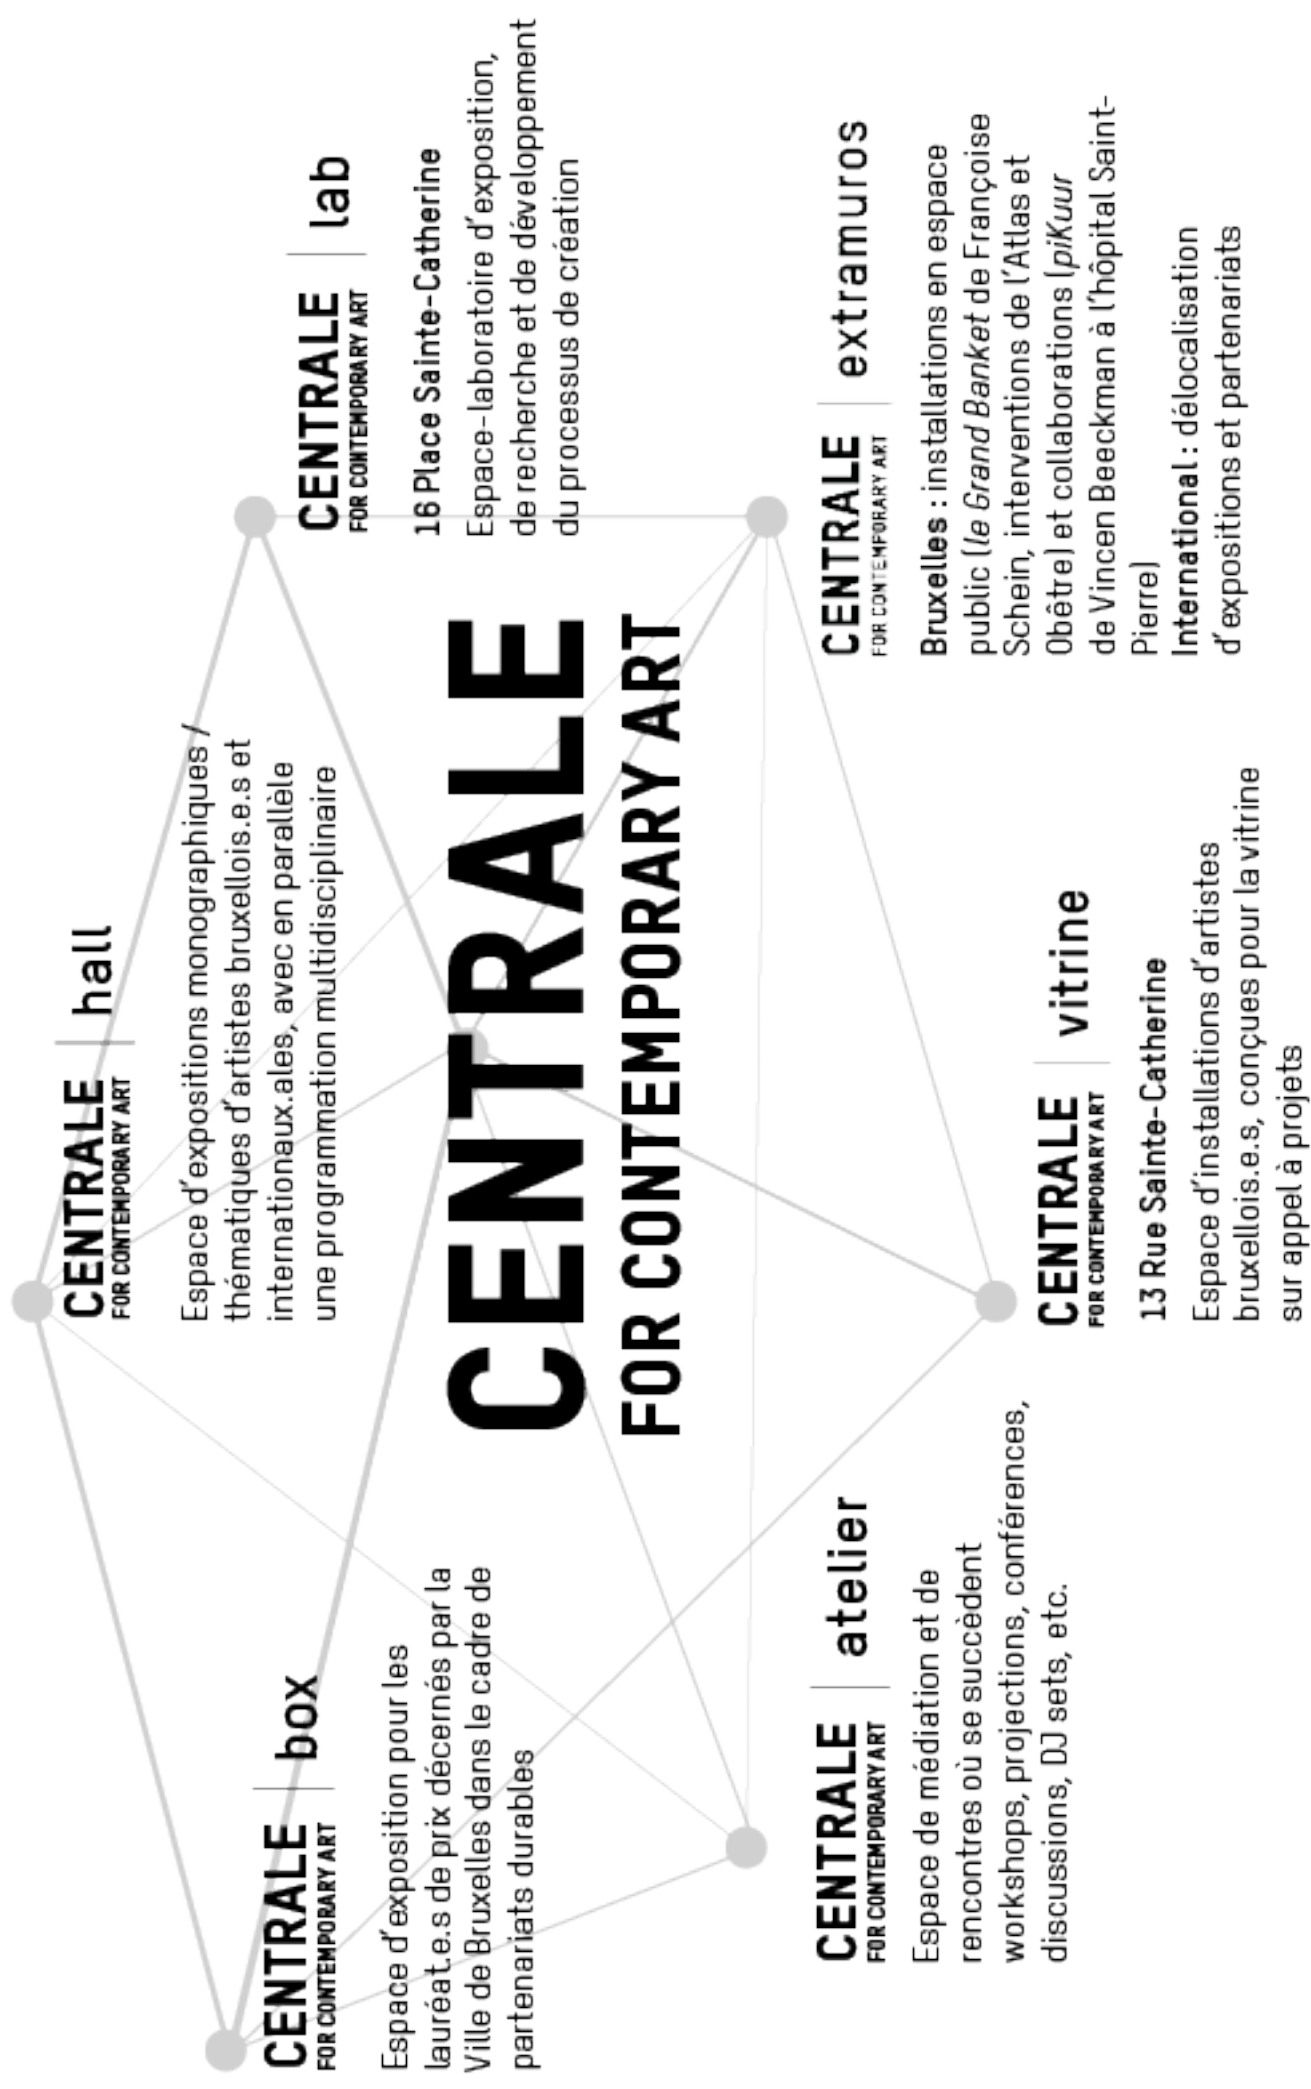 CENTRALE | hall
FOR CONTEMPORARY ART
Espace d'expositions monographiques /
thématiques d'artistes bruxellois.e.s et
internationaux.ales, avec en parallèle
une programmation multidisciplinaire
CENTRALE | box
FOR CONTEMPORARY ART
Espace d'exposition pour les
lauréat.e.s de prix décernés par la
Ville de Bruxelles dans le cadre de
partenariats durables
CENTRALE | lab
FOR CONTEMPORARY ART
16 Place Sainte-Catherine
Espace-laboratoire d'exposition,
de recherche et de développement
du processus de création
CENTRALE
FOR CONTEMPORARY ART
CENTRALE | atelier
FOR CONTEMPORARY ART
Espace de médiation et de
rencontres où se succèdent
workshops, projections, conférences,
discussions, DJ sets, etc.
CENTRALE | extramuros
FOR CONTEMPORARY ART
Bruxelles : installations en espace
public (le Grand Banket de Françoise
Schein, interventions de l'Atlas et
Obêtre) et collaborations (piKuur
de Vincen Beeckman à l'hôpital Saint-
Pierre)
International : délocalisation
d'expositions et partenariats
CENTRALE | vitrine
FOR CONTEMPORARY ART
13 Rue Sainte-Catherine
Espace d'installations d'artistes
bruxellois.e.s, conçues pour la vitrine
sur appel à projets